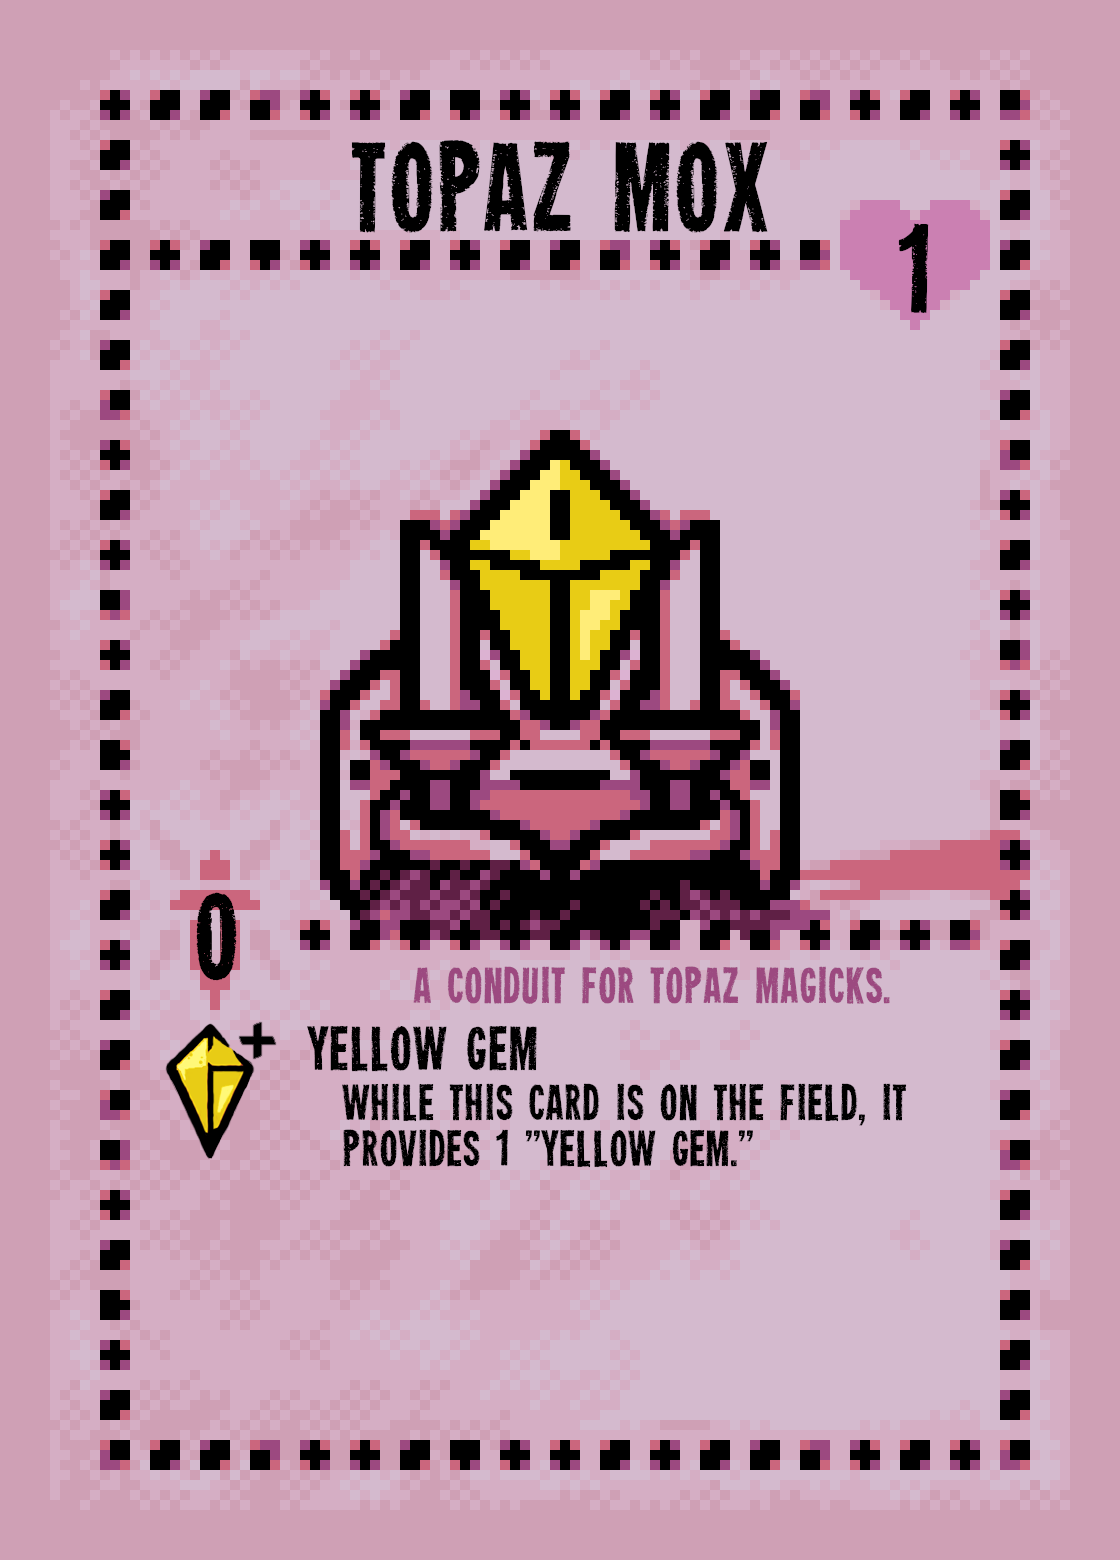 TOPAZ MOX
1
0
A CONDUIT FOR TOPAZ MAGICKS.
+
YELLOW GEM
WHILE THIS CARD IS ON THE FIELD, IT
PROVIDES 1 ”YELLOW GEM.”